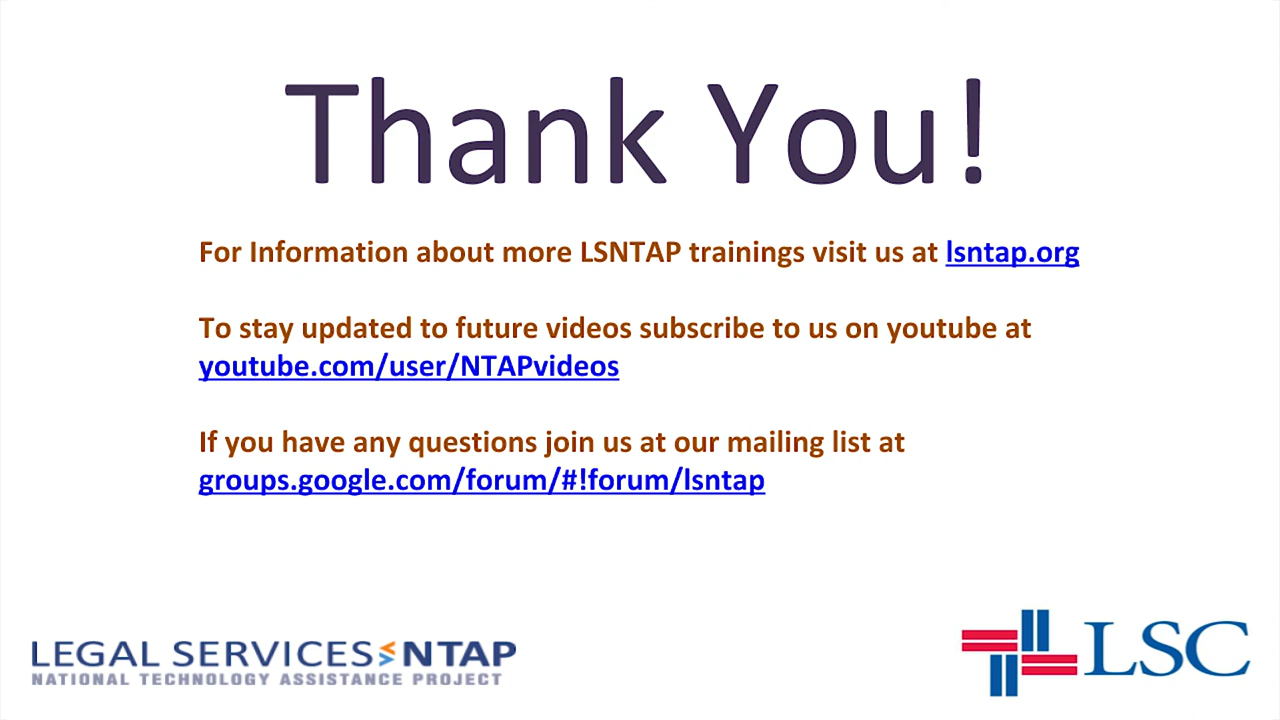 Thank You!
For Information about more LSNTAP trainings visit us at lsntap.org
To stay updated to future videos subscribe to us on youtube at
youtube.com/user/NTAPvideos
If you have any questions join us at our mailing list at
groups.google.com/forum/#!forum/lsntap
LEGAL SERVICES NTAP
NATIONAL TECHNOLOGY ASSISTANCE PROJECT
LSC